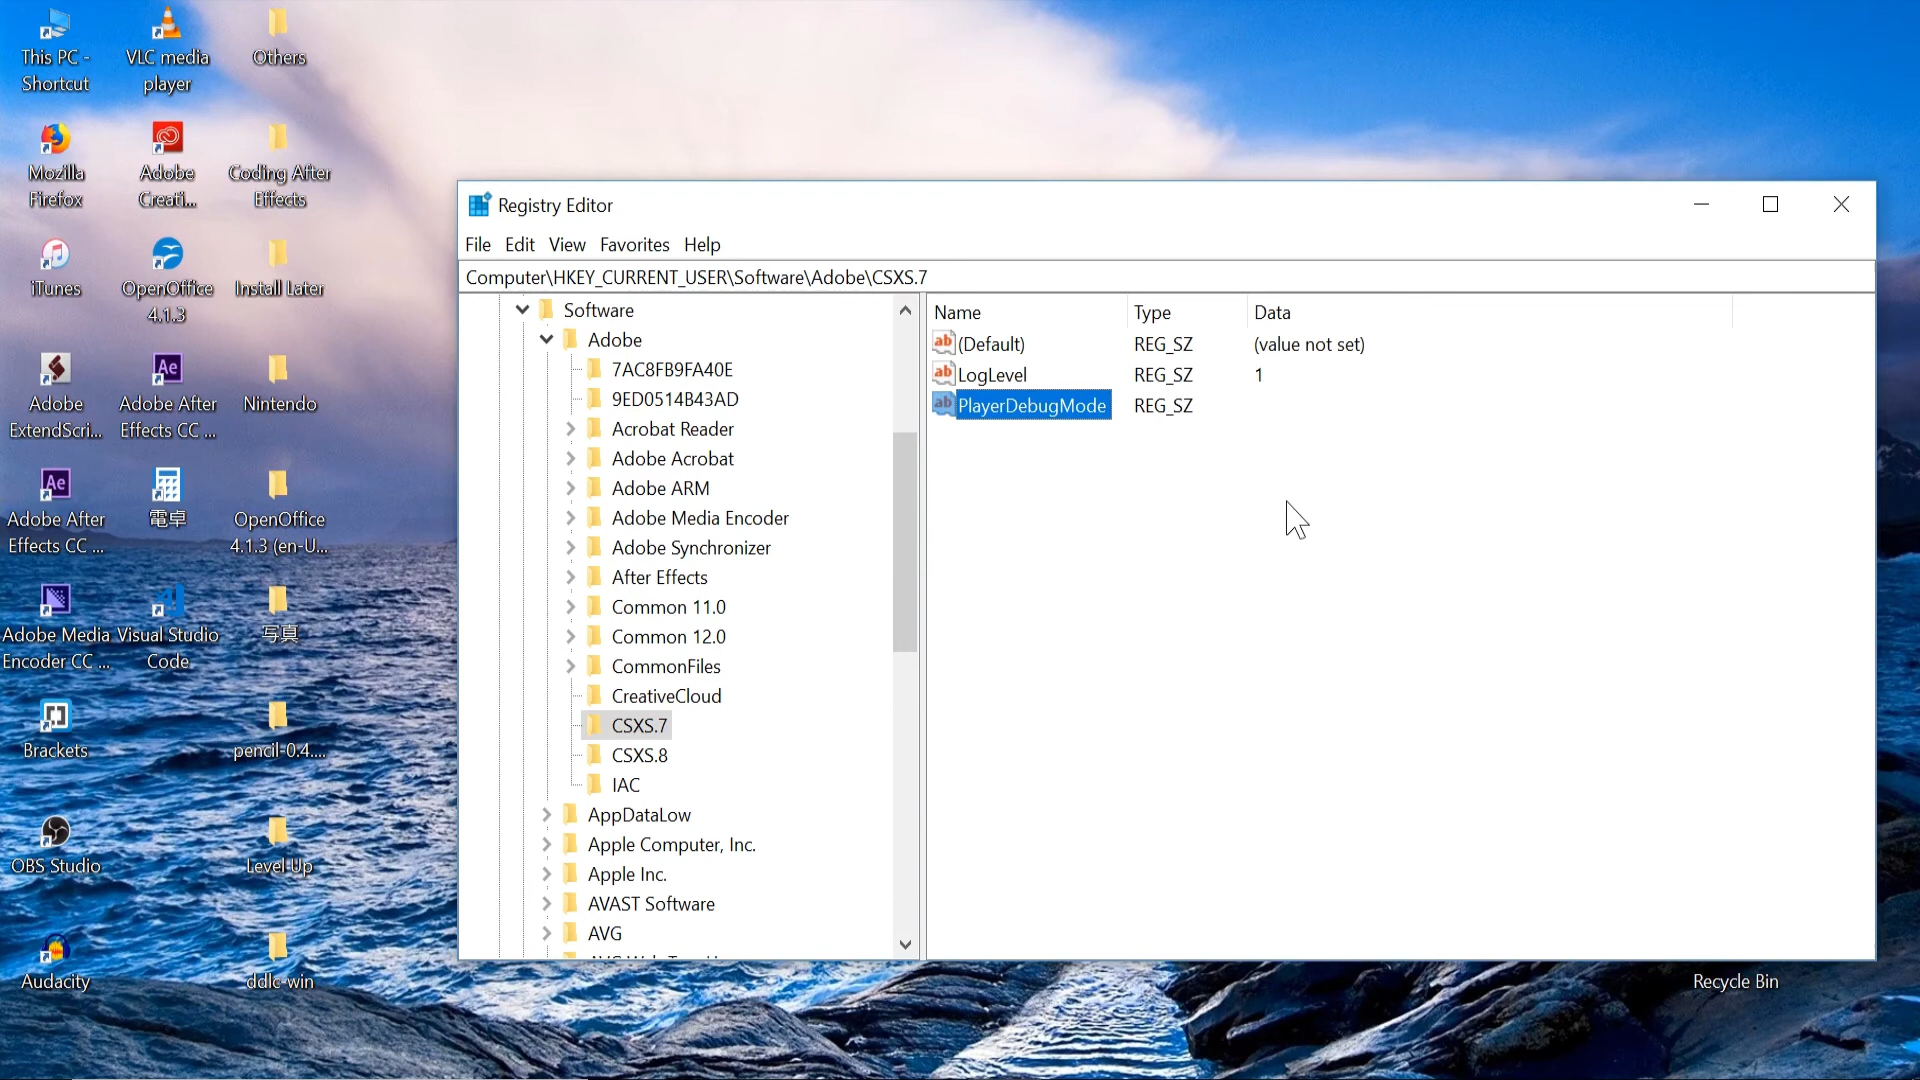 This PC -
Shortcut
VLC media
player
Others
Mozilla
Firefox
Adobe
Creati...
Coding After
Effects
iTunes
OpenOffice
4.1.3
Install Later
Adobe
ExtendScri...
Adobe After
Effects CC ...
Nintendo
Adobe After
Effects CC ...
電卓
OpenOffice
4.1.3 (en-U...
Adobe Media
Encoder CC ...
Visual Studio
Code
写真
Brackets
pencil-0.4....
OBS Studio
Level Up
Audacity
ddlc-win
Recycle Bin
Registry Editor
File Edit View Favorites Help
Computer\HKEY_CURRENT_USER\Software\Adobe\CSXS.7
Software
Adobe
7AC8FB9FA40E
9ED0514B43AD
Acrobat Reader
Adobe Acrobat
Adobe ARM
Adobe Media Encoder
Adobe Synchronizer
After Effects
Common 11.0
Common 12.0
CommonFiles
CreativeCloud
CSXS.7
CSXS.8
IAC
AppDataLow
Apple Computer, Inc.
Apple Inc.
AVAST Software
AVG
Name Type Data
(Default) REG_SZ (value not set)
LogLevel REG_SZ 1
PlayerDebugMode REG_SZ